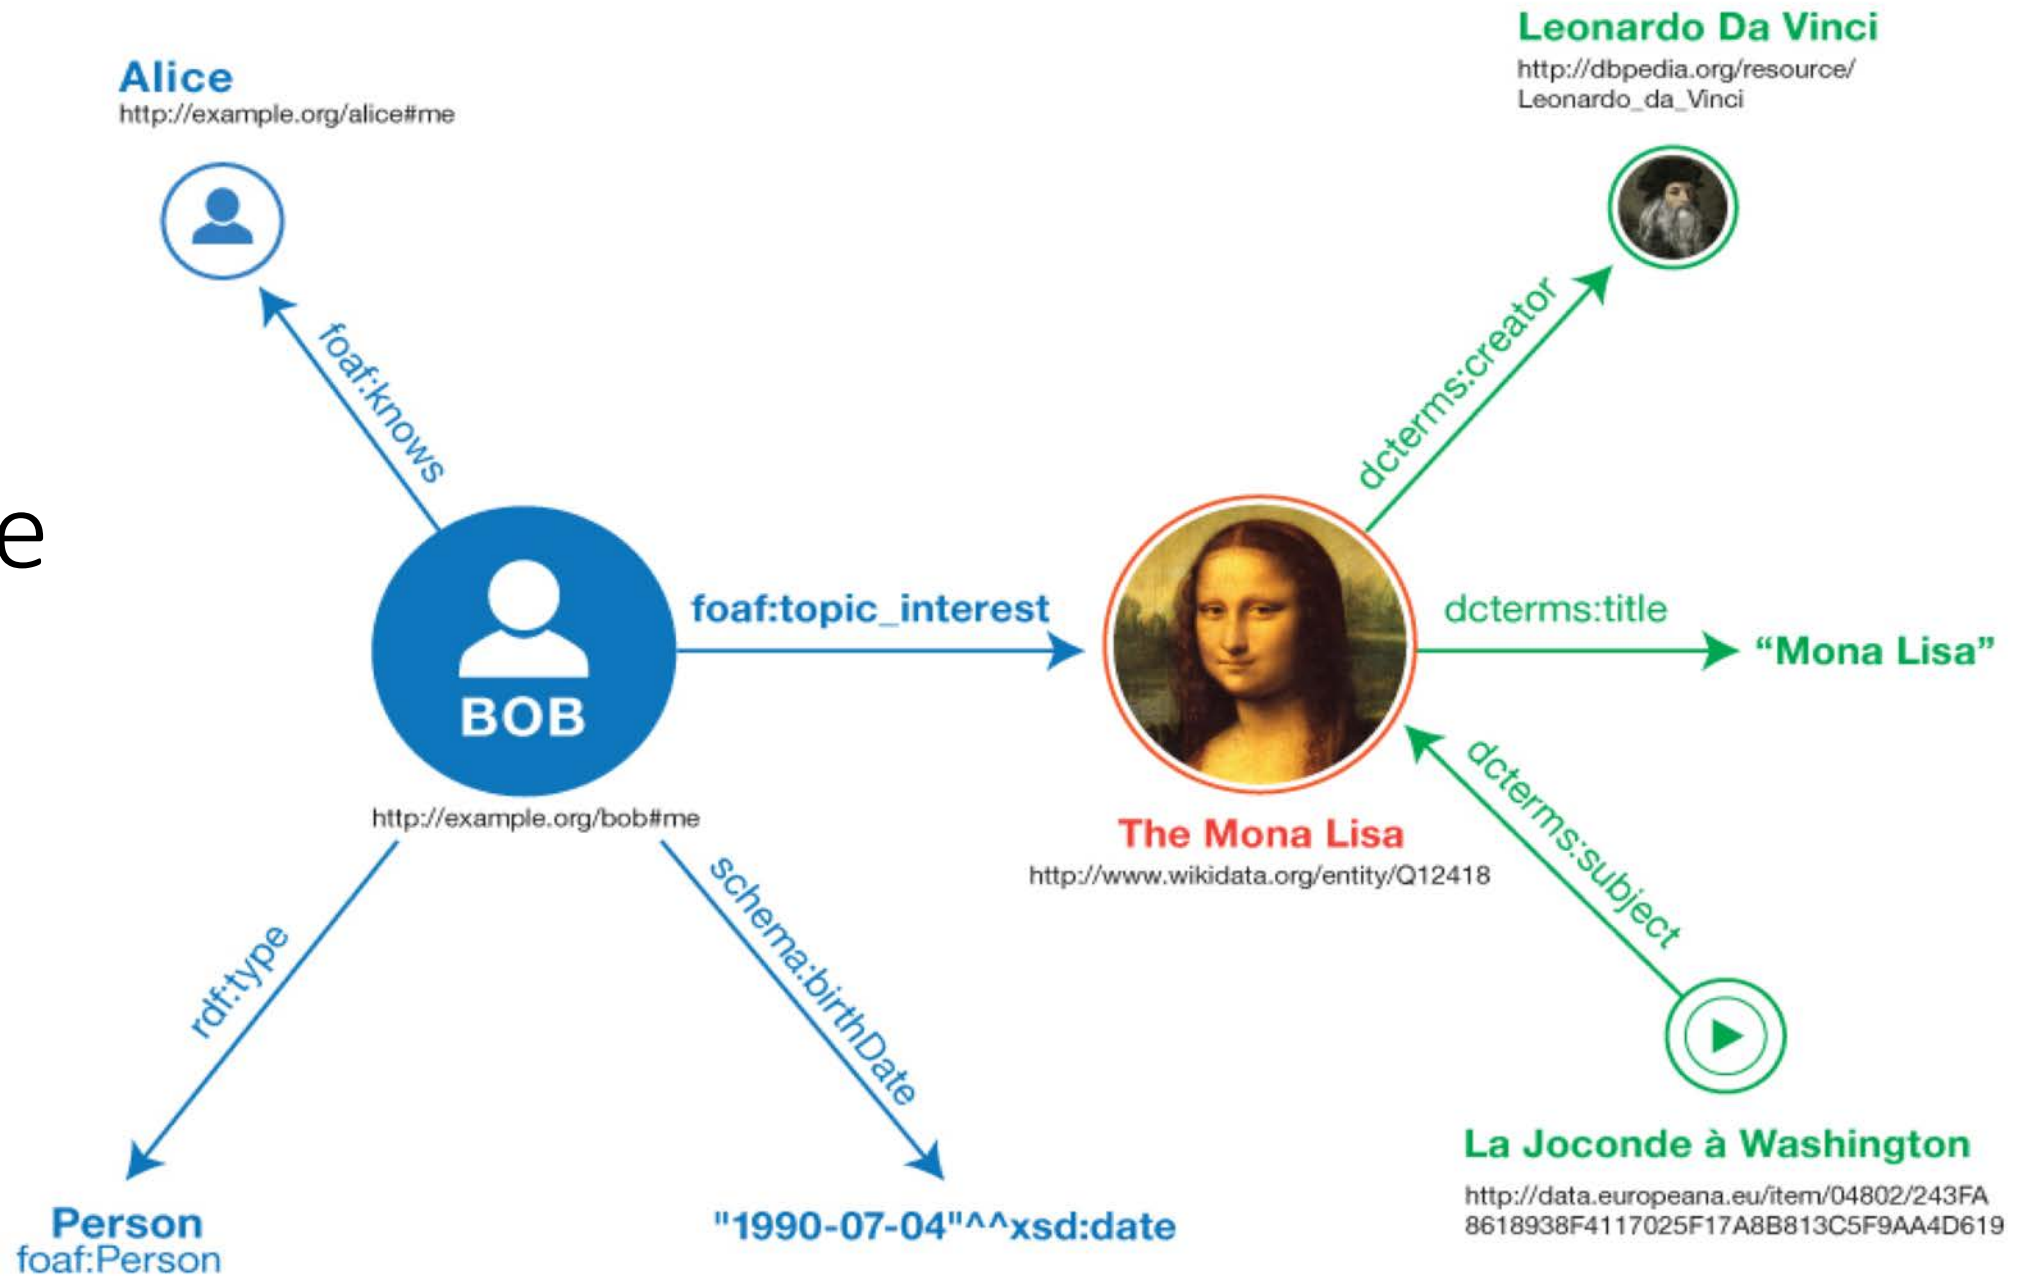 Alice
http://example.org/alice#me
Leonardo Da Vinci
http://dbpedia.org/resource/
Leonardo_da_Vinci
foaf:knows
dcterms:creator
e
BOB
http://example.org/bob#me
foaf:topic_interest
The Mona Lisa
http://www.wikidata.org/entity/Q12418
dcterms:title
“Mona Lisa”
dcterms:subject
rdf:type
schema:birthDate
Person
foaf:Person
"1990-07-04"^^xsd:date
La Joconde à Washington
http://data.europeana.eu/item/04802/243FA
8618938F4117025F17A8B813C5F9AA4D619